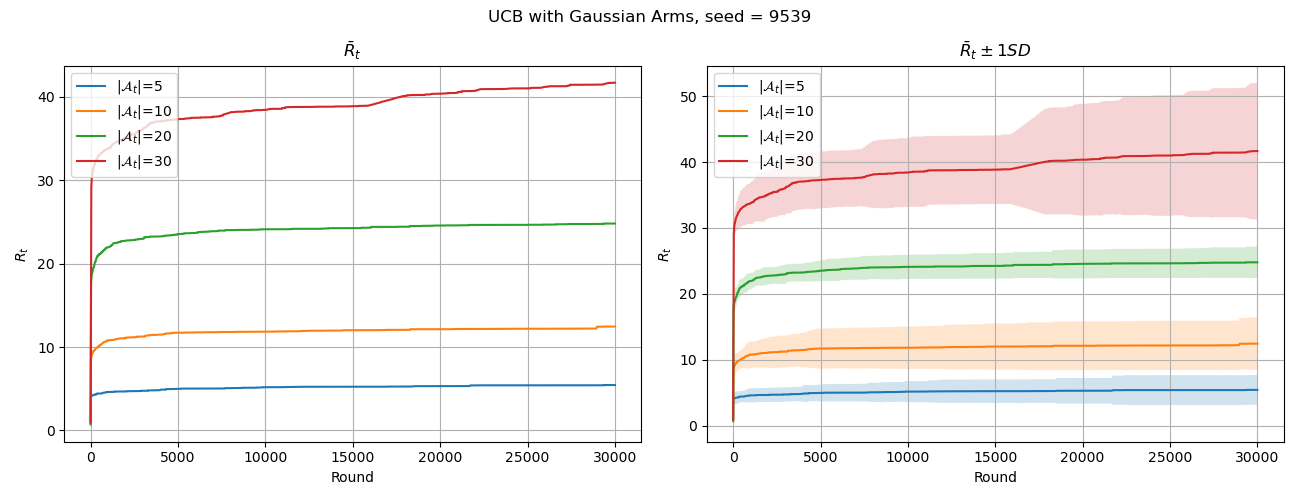 UCB with Gaussian Arms, seed = 9539
R̄ₜ
|𝒜ₜ|=5
|𝒜ₜ|=10
|𝒜ₜ|=20
|𝒜ₜ|=30
40
30
20
10
0
Rₜ
0 5000 10000 15000 20000 25000 30000
Round
R̄ₜ ± 1SD
|𝒜ₜ|=5
|𝒜ₜ|=10
|𝒜ₜ|=20
|𝒜ₜ|=30
50
40
30
20
10
0
Rₜ
0 5000 10000 15000 20000 25000 30000
Round